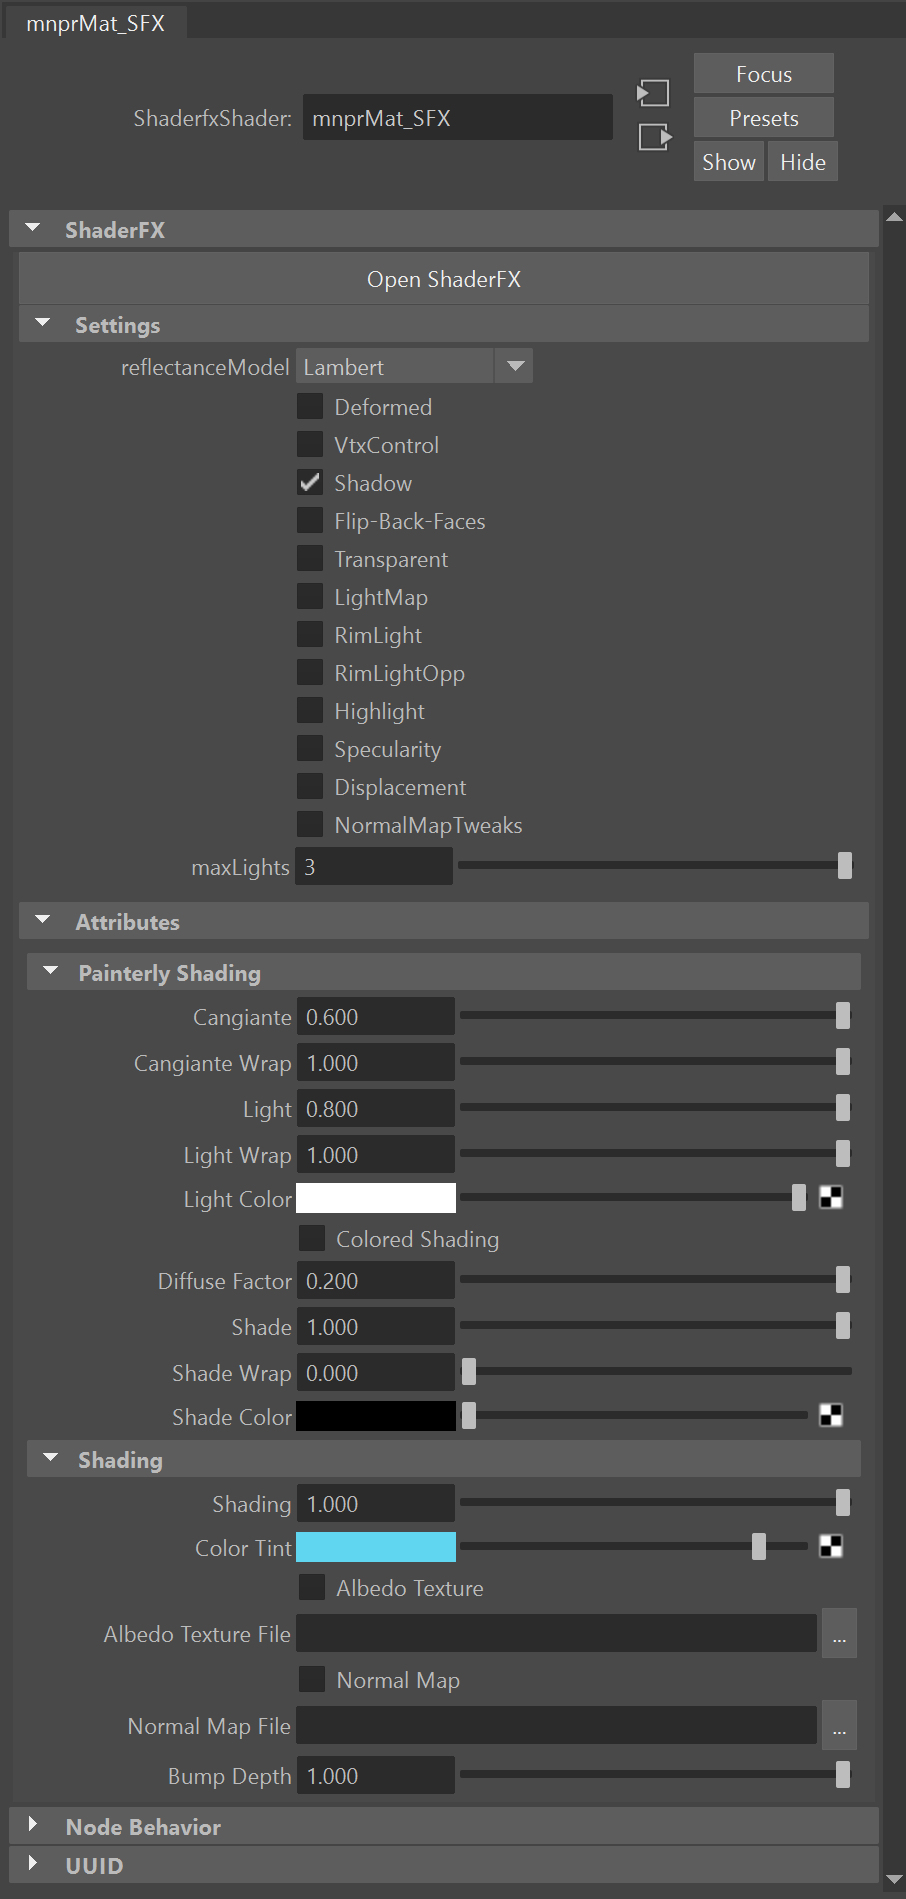 mnprMat_SFX
Focus
ShaderfxShader: mnprMat_SFX
Presets
Show Hide
ShaderFX
Open ShaderFX
Settings
reflectanceModel Lambert
Deformed
VtxControl
Shadow
Flip-Back-Faces
Transparent
LightMap
RimLight
RimLightOpp
Highlight
Specularity
Displacement
NormalMapTweaks
maxLights 3
Attributes
Painterly Shading
Cangiante 0.600
Cangiante Wrap 1.000
Light 0.800
Light Wrap 1.000
Light Color
Colored Shading
Diffuse Factor 0.200
Shade 1.000
Shade Wrap 0.000
Shade Color
Shading
Shading 1.000
Color Tint
Albedo Texture
Albedo Texture File ...
Normal Map
Normal Map File ...
Bump Depth 1.000
Node Behavior
UUID